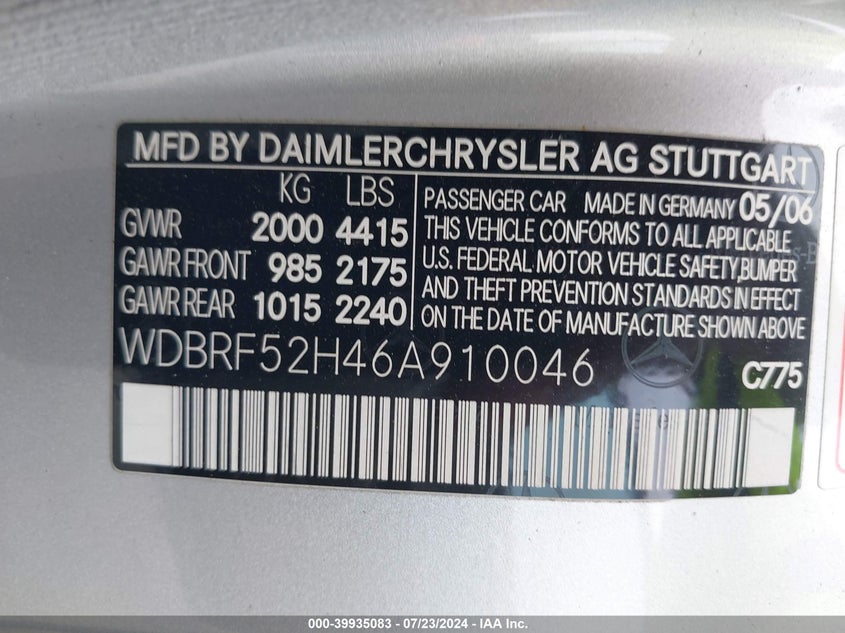 MFD BY DAIMLERCHRYSLER AG STUTTGART
KG LBS
GVWR 2000 4415
GAWR FRONT 985 2175
GAWR REAR 1015 2240
PASSENGER CAR MADE IN GERMANY 05/06
THIS VEHICLE CONFORMS TO ALL APPLICABLE
U.S. FEDERAL MOTOR VEHICLE SAFETY,BUMPER
AND THEFT PREVENTION STANDARDS IN EFFECT
ON THE DATE OF MANUFACTURE SHOWN ABOVE
WDBRF52H46A910046
C775
000-39935083 - 07/23/2024 - IAA Inc.